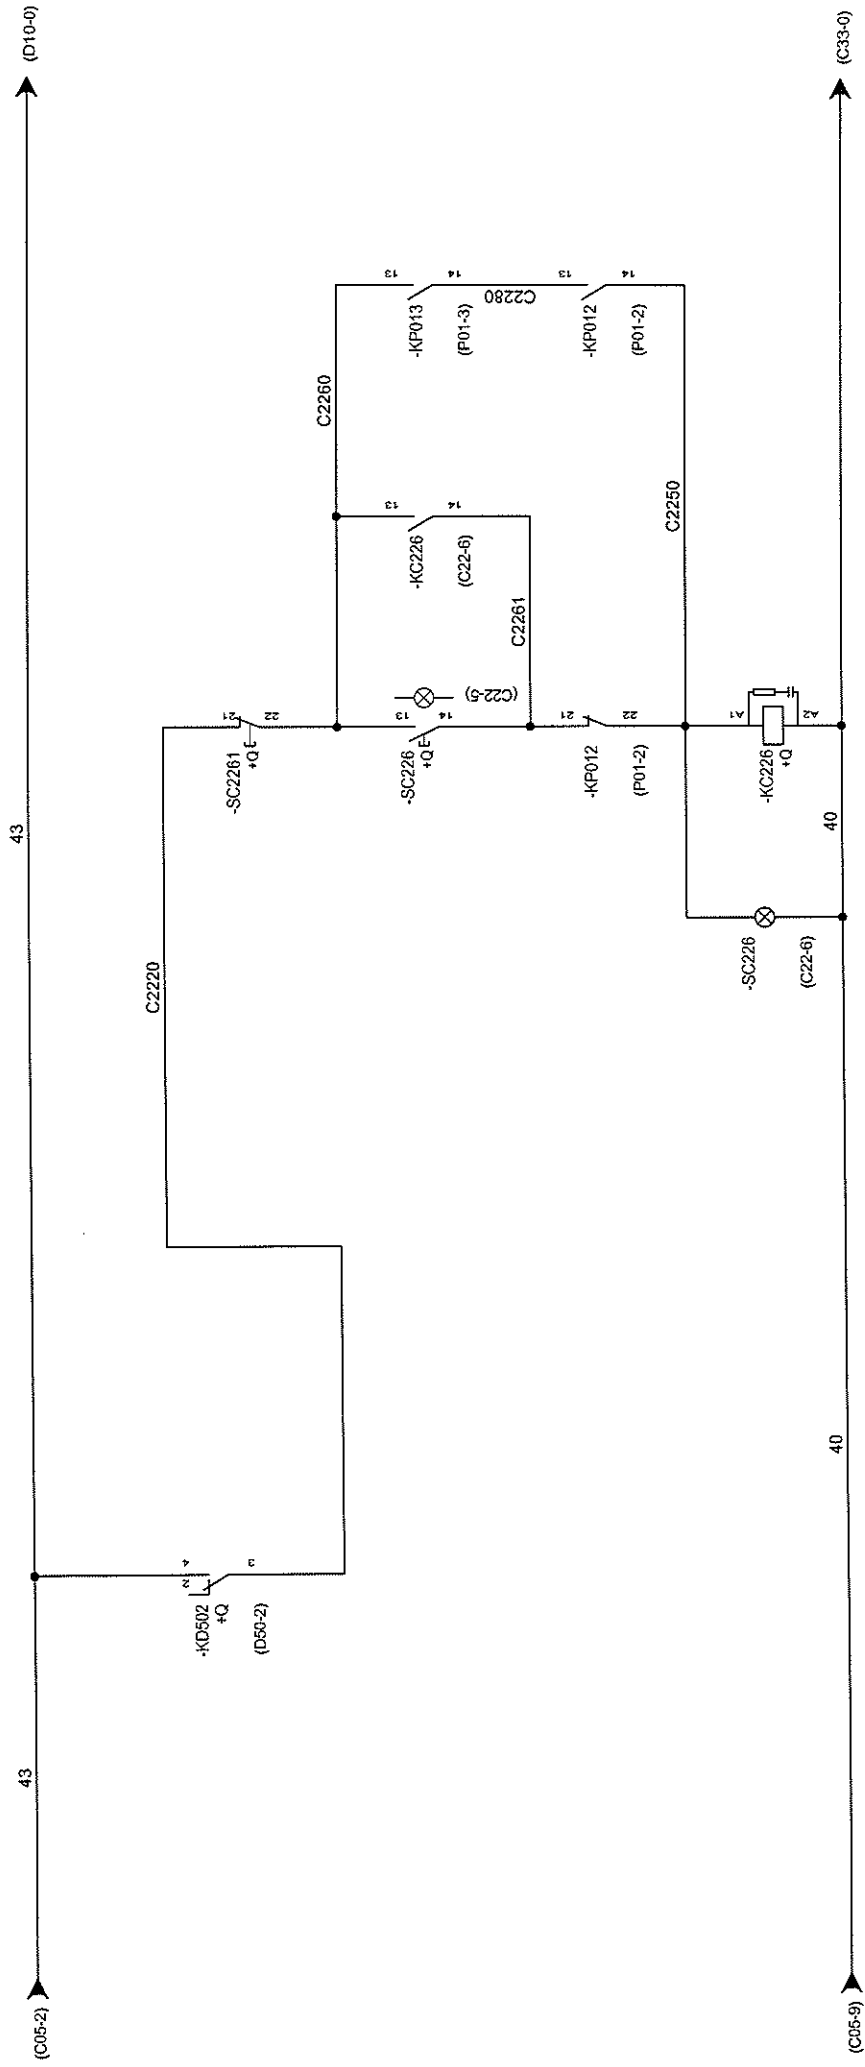 (D10-0)
(C33-0)
13
14
C2280
13
14
-KP013
(P01-3)
-KP012
(P01-2)
C2260
13
14
-KC226
(C22-6)
C2250
C2261
(C22-5)
21
22
-SC2261
+Q
13
14
-SC226
+Q
21
22
-KP012
(P01-2)
A1
A2
-KC226
+Q
43
40
C2220
-SC226
(C22-6)
40
4
2
3
-KD502
+Q
(D50-2)
43
(C05-2)
(C05-9)